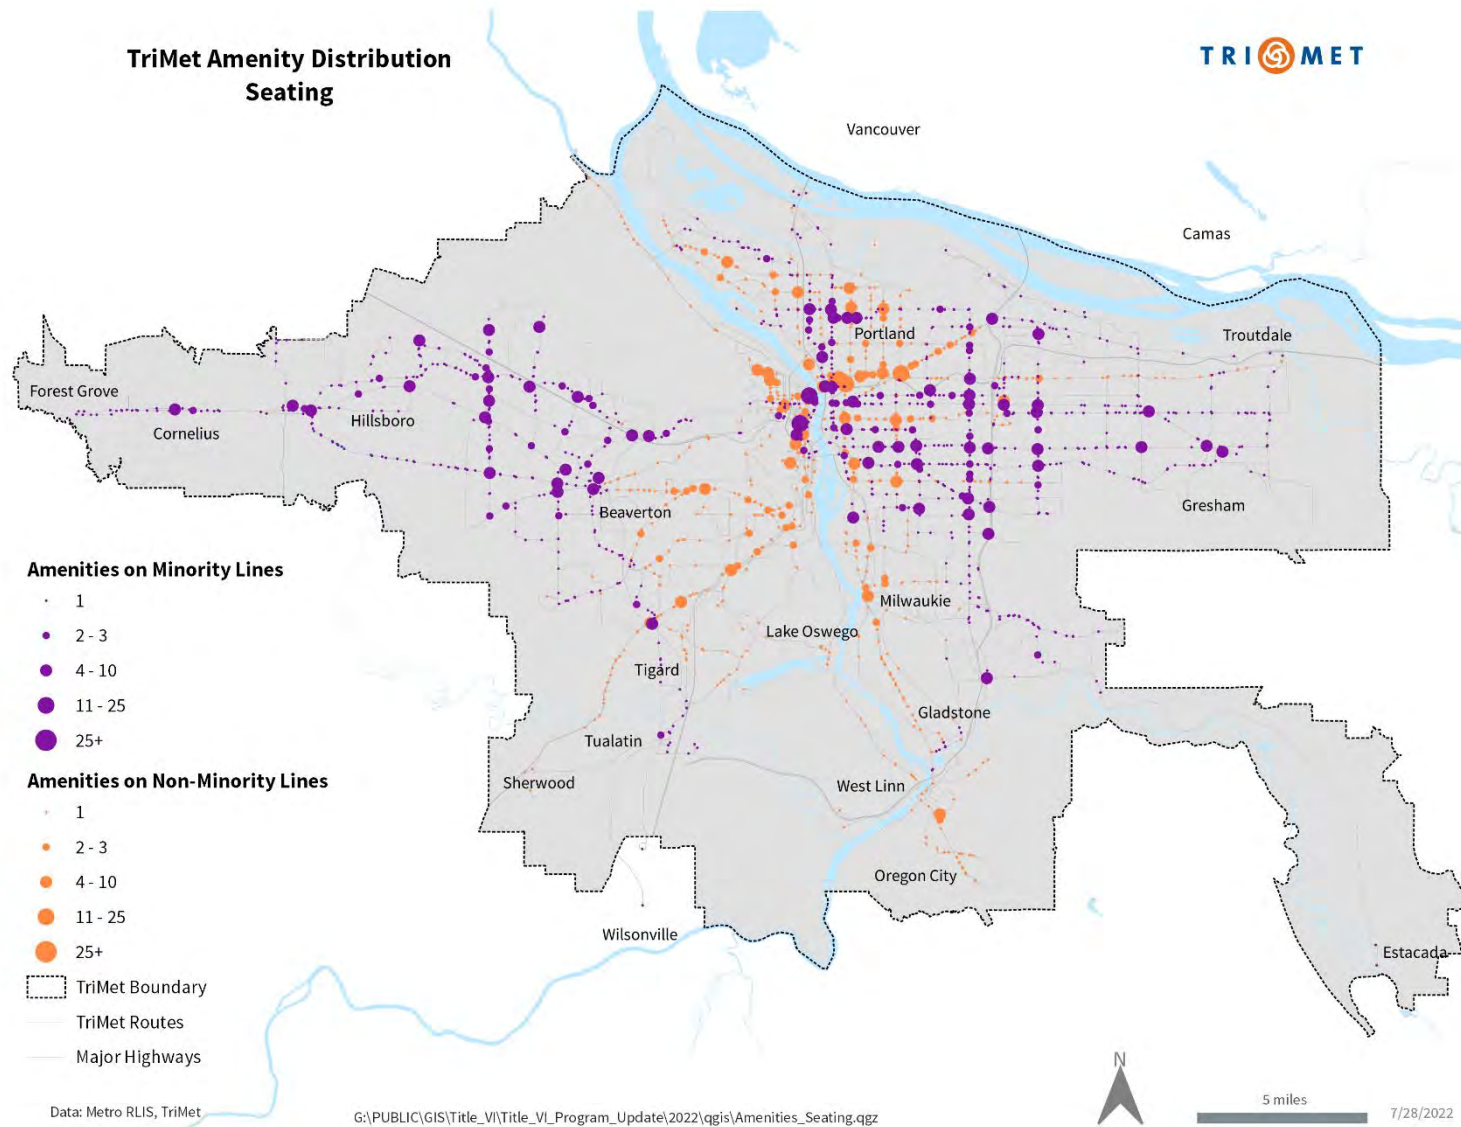 TriMet Amenity Distribution
Seating
TRI MET
Vancouver
Camas
Portland
Troutdale
Forest Grove
Cornelius
Hillsboro
Beaverton
Gresham
Milwaukie
Lake Oswego
Tigard
Gladstone
Tualatin
Sherwood
West Linn
Oregon City
Wilsonville
Estacada
Amenities on Minority Lines
1
2 - 3
4 - 10
11 - 25
25+
Amenities on Non-Minority Lines
1
2 - 3
4 - 10
11 - 25
25+
TriMet Boundary
TriMet Routes
Major Highways
Data: Metro RLIS, TriMet
G:\PUBLIC\GIS\Title_VI\Title_VI_Program_Update\2022\qgis\Amenities_Seating.qgz
N
5 miles
7/28/2022